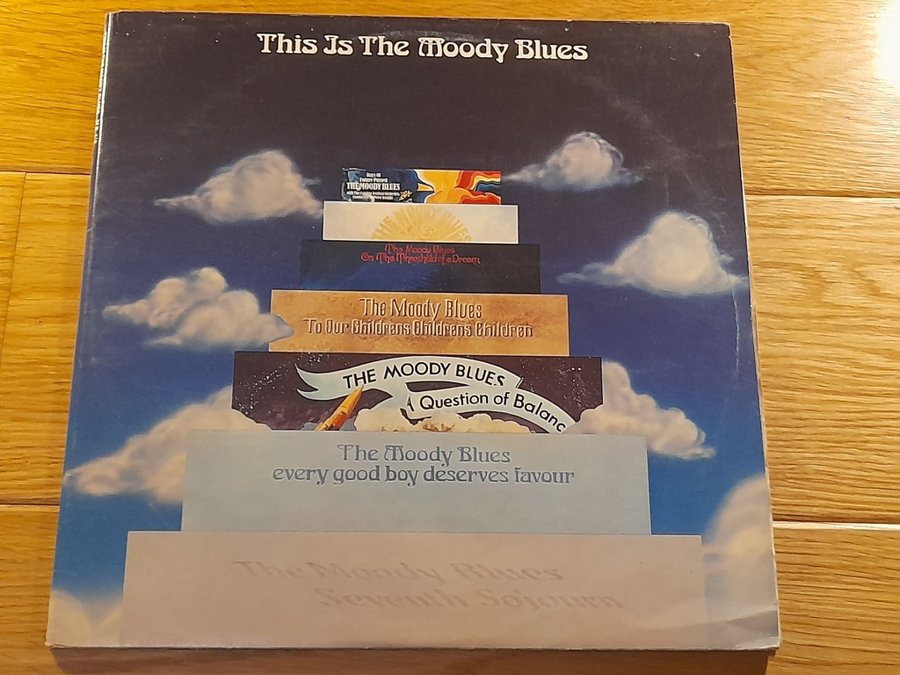 This Is The Moody Blues
Days Of
Future Passed
THE MOODY BLUES
The Moody Blues
On The Threshold of a Dream
The Moody Blues
To Our Childrens Childrens Children
THE MOODY BLUES
A Question of Balanc
The Moody Blues
every good boy deserves favour
The Moody Blues
Seventh Sojourn